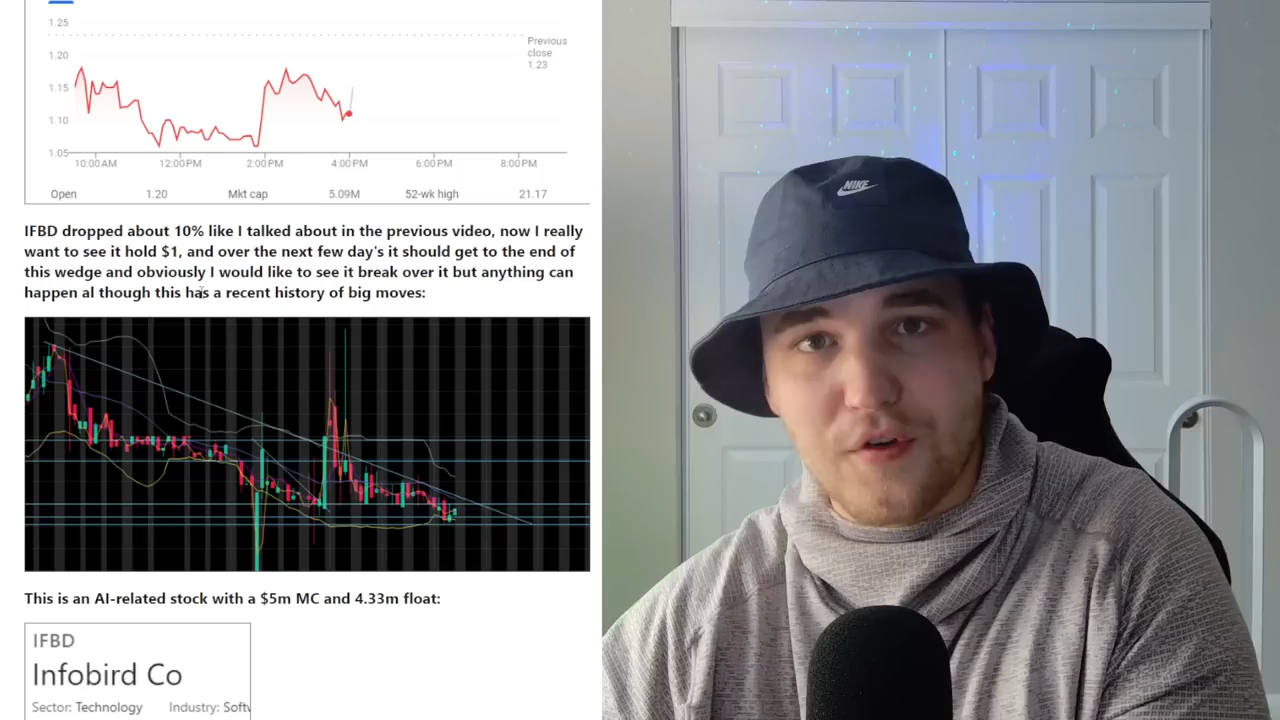 1.25
Previous
close
1.23
1.20
1.15
1.10
1.05
10:00 AM 12:00 PM 2:00 PM 4:00 PM 6:00 PM 8:00 PM
Open 1.20 Mkt cap 5.09M 52-wk high 21.17
IFBD dropped about 10% like I talked about in the previous video, now I really
want to see it hold $1, and over the next few day's it should get to the end of
this wedge and obviously I would like to see it break over it but anything can
happen al though this has a recent history of big moves:
This is an AI-related stock with a $5m MC and 4.33m float:
IFBD
Infobird Co
Sector: Technology Industry: Softw
NIKE